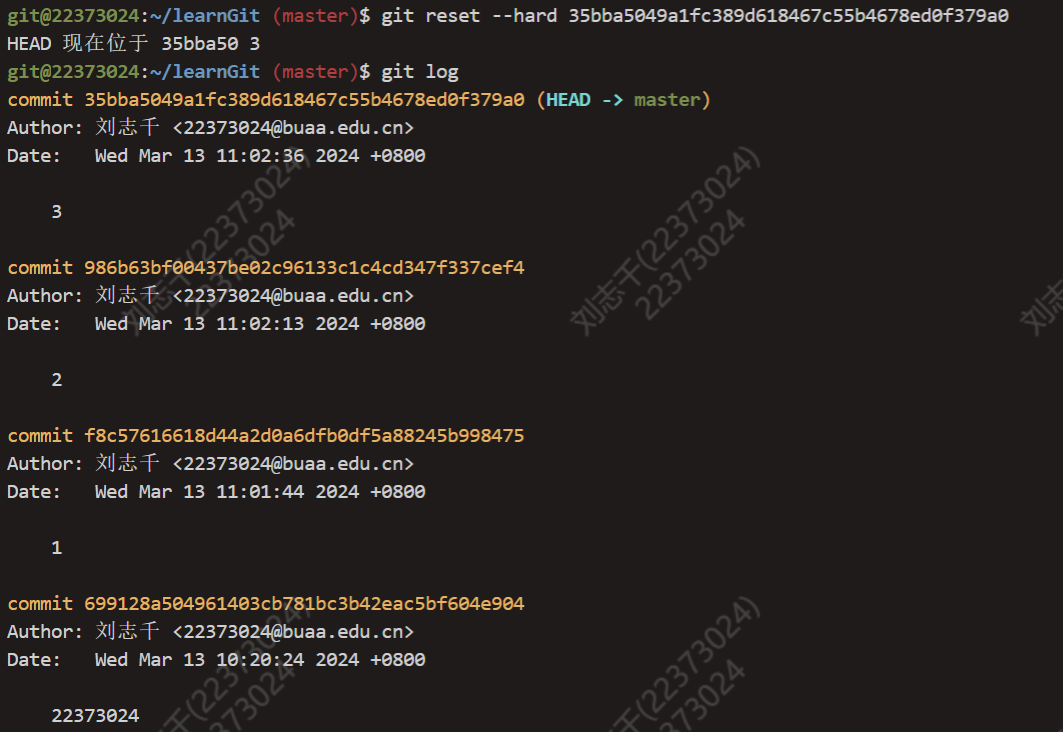 git@22373024:~/learnGit (master)$ git reset --hard 35bba5049a1fc389d618467c55b4678ed0f379a0
HEAD 现在位于 35bba50 3
git@22373024:~/learnGit (master)$ git log
commit 35bba5049a1fc389d618467c55b4678ed0f379a0 (HEAD -> master)
Author: 刘志千 <22373024@buaa.edu.cn>
Date:   Wed Mar 13 11:02:36 2024 +0800
3
commit 986b63bf00437be02c96133c1c4cd347f337cef4
Author: 刘志千 <22373024@buaa.edu.cn>
Date:   Wed Mar 13 11:02:13 2024 +0800
2
commit f8c57616618d44a2d0a6dfb0df5a88245b998475
Author: 刘志千 <22373024@buaa.edu.cn>
Date:   Wed Mar 13 11:01:44 2024 +0800
1
commit 699128a504961403cb781bc3b42eac5bf604e904
Author: 刘志千 <22373024@buaa.edu.cn>
Date:   Wed Mar 13 10:20:24 2024 +0800
22373024
刘志千(22373024)
22373024
刘志千(22373024)
22373024
刘志
千(22373024)
373024
千(22373024)
373024